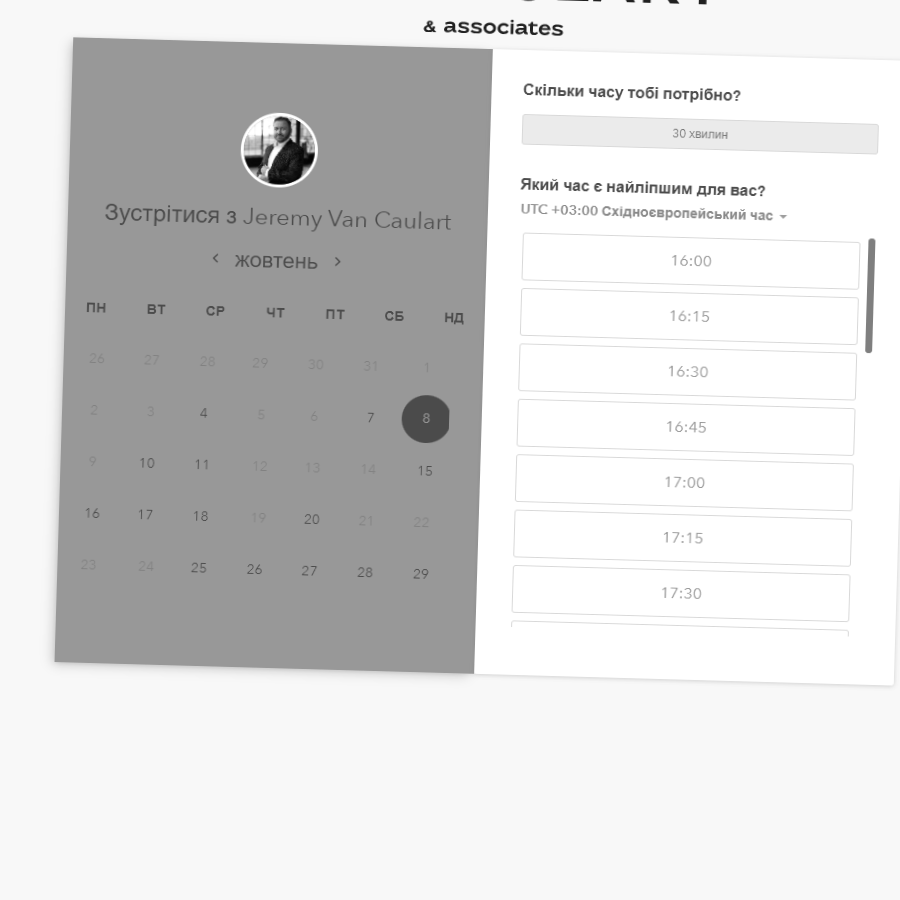 & associates
Зустрітися з Jeremy Van Caulart
жовтень
ПН ВТ СР ЧТ ПТ СБ НД
26 27 28 29 30 31 1
2 3 4 5 6 7 8
9 10 11 12 13 14 15
16 17 18 19 20 21 22
23 24 25 26 27 28 29
Скільки часу тобі потрібно?
30 хвилин
Який час є найліпшим для вас?
UTC +03:00 Східноєвропейський час
16:00
16:15
16:30
16:45
17:00
17:15
17:30